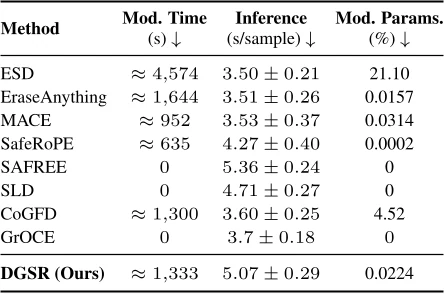 Method Mod. Time Inference Mod. Params.
(s) ↓ (s/sample) ↓ (%) ↓
ESD ≈ 4,574 3.50 ± 0.21 21.10
EraseAnything ≈ 1,644 3.51 ± 0.26 0.0157
MACE ≈ 952 3.53 ± 0.37 0.0314
SafeRoPE ≈ 635 4.27 ± 0.40 0.0002
SAFREE 0 5.36 ± 0.24 0
SLD 0 4.71 ± 0.27 0
CoGFD ≈ 1,300 3.60 ± 0.25 4.52
GrOCE 0 3.7 ± 0.18 0
DGSR (Ours) ≈ 1,333 5.07 ± 0.29 0.0224